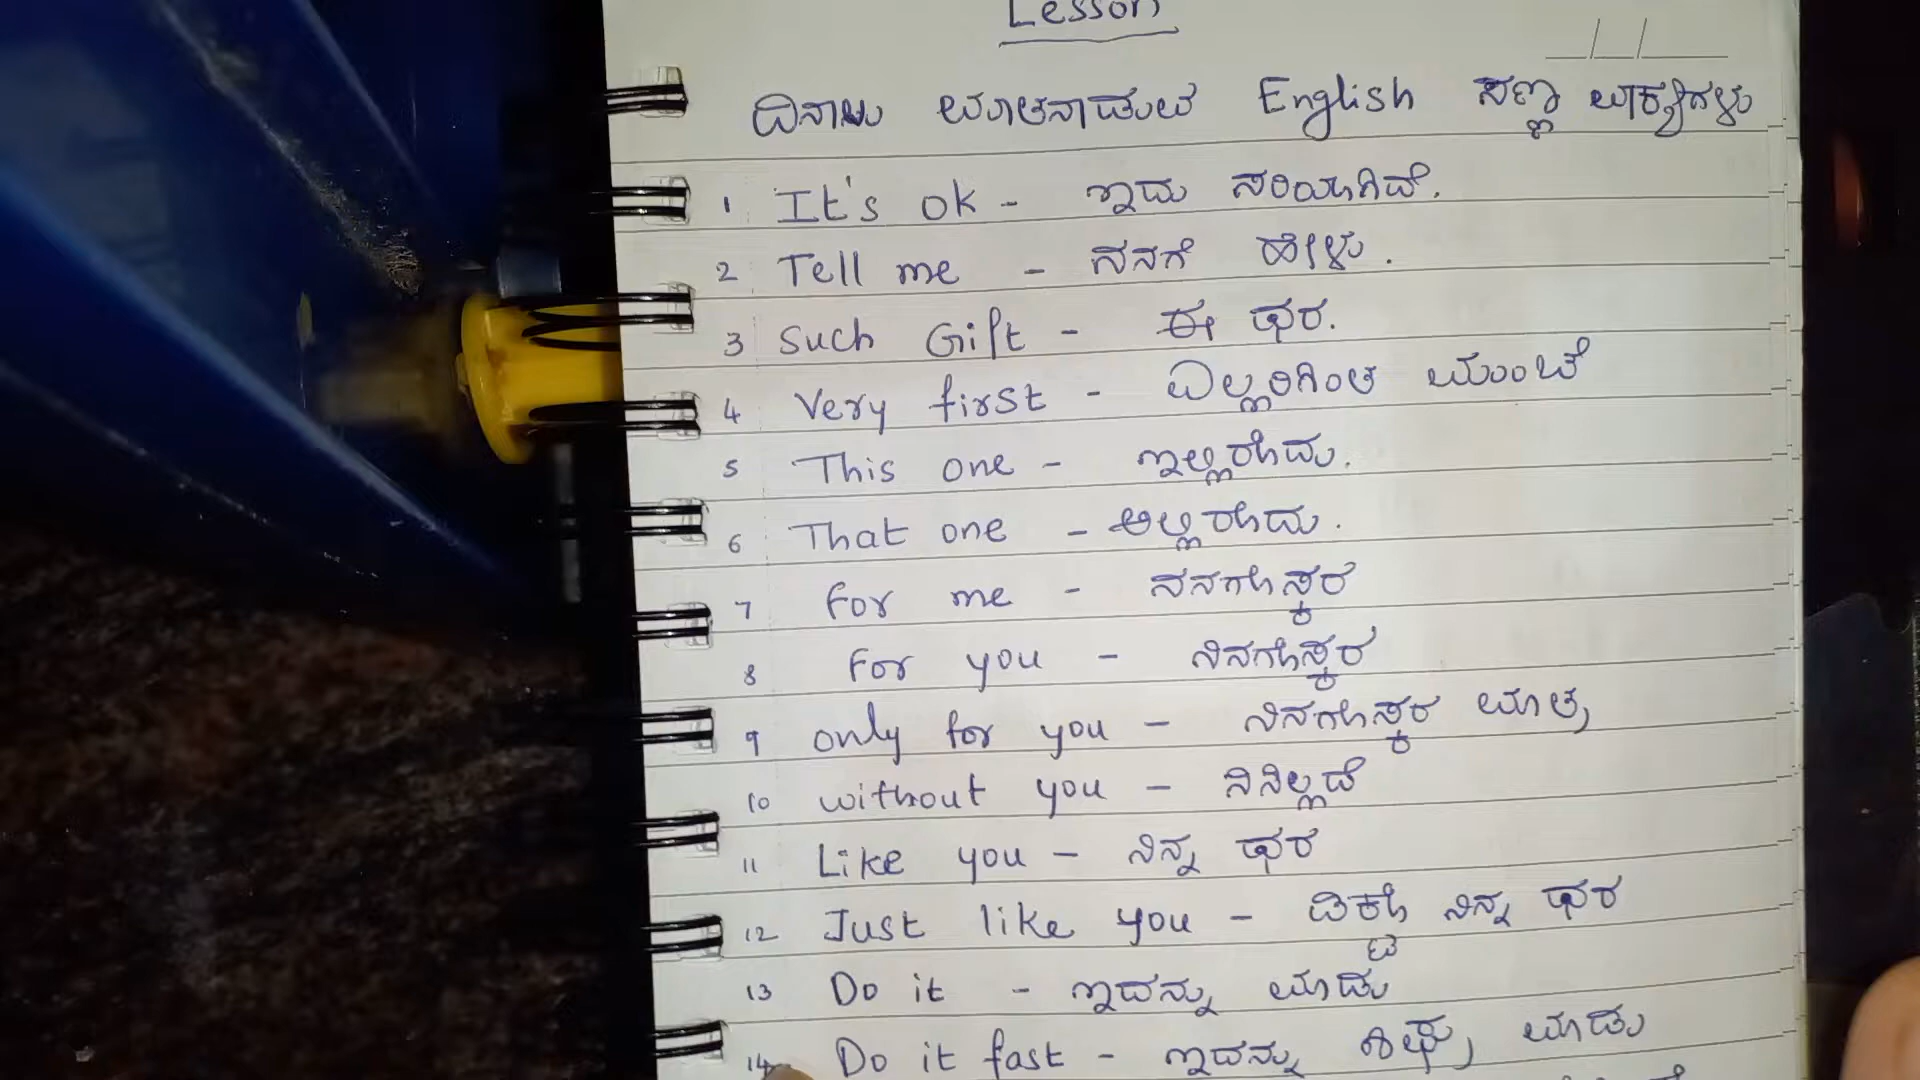 Lesson
ದಿನಾಲು ಮಾತನಾಡುವ English ಸಣ್ಣ ವಾಕ್ಯಗಳು
1 It's ok - ಇದು ಸರಿಯಾಗಿದೆ.
2 Tell me - ನನಗೆ ಹೇಳು.
3 Such Gift - ಈ ಥರ.
4 Very first - ಎಲ್ಲರಿಗಿಂತ ಮುಂಚೆ
5 This one - ಇಲ್ಲಿರೋದು.
6 That one - ಅಲ್ಲಿರೋದು.
7 for me - ನನಗೋಸ್ಕರ
8 For you - ನಿನಗೋಸ್ಕರ
9 only for you - ನಿನಗೋಸ್ಕರ ಮಾತ್ರ
10 without you - ನಿನಿಲ್ಲದೆ
11 Like you - ನಿನ್ನ ಥರ
12 Just like you - ನಿನ್ನ ಥರ
13 Do it - ಇದನ್ನು ಮಾಡು
14 Do it fast - ಇದನ್ನು ಮಾಡು